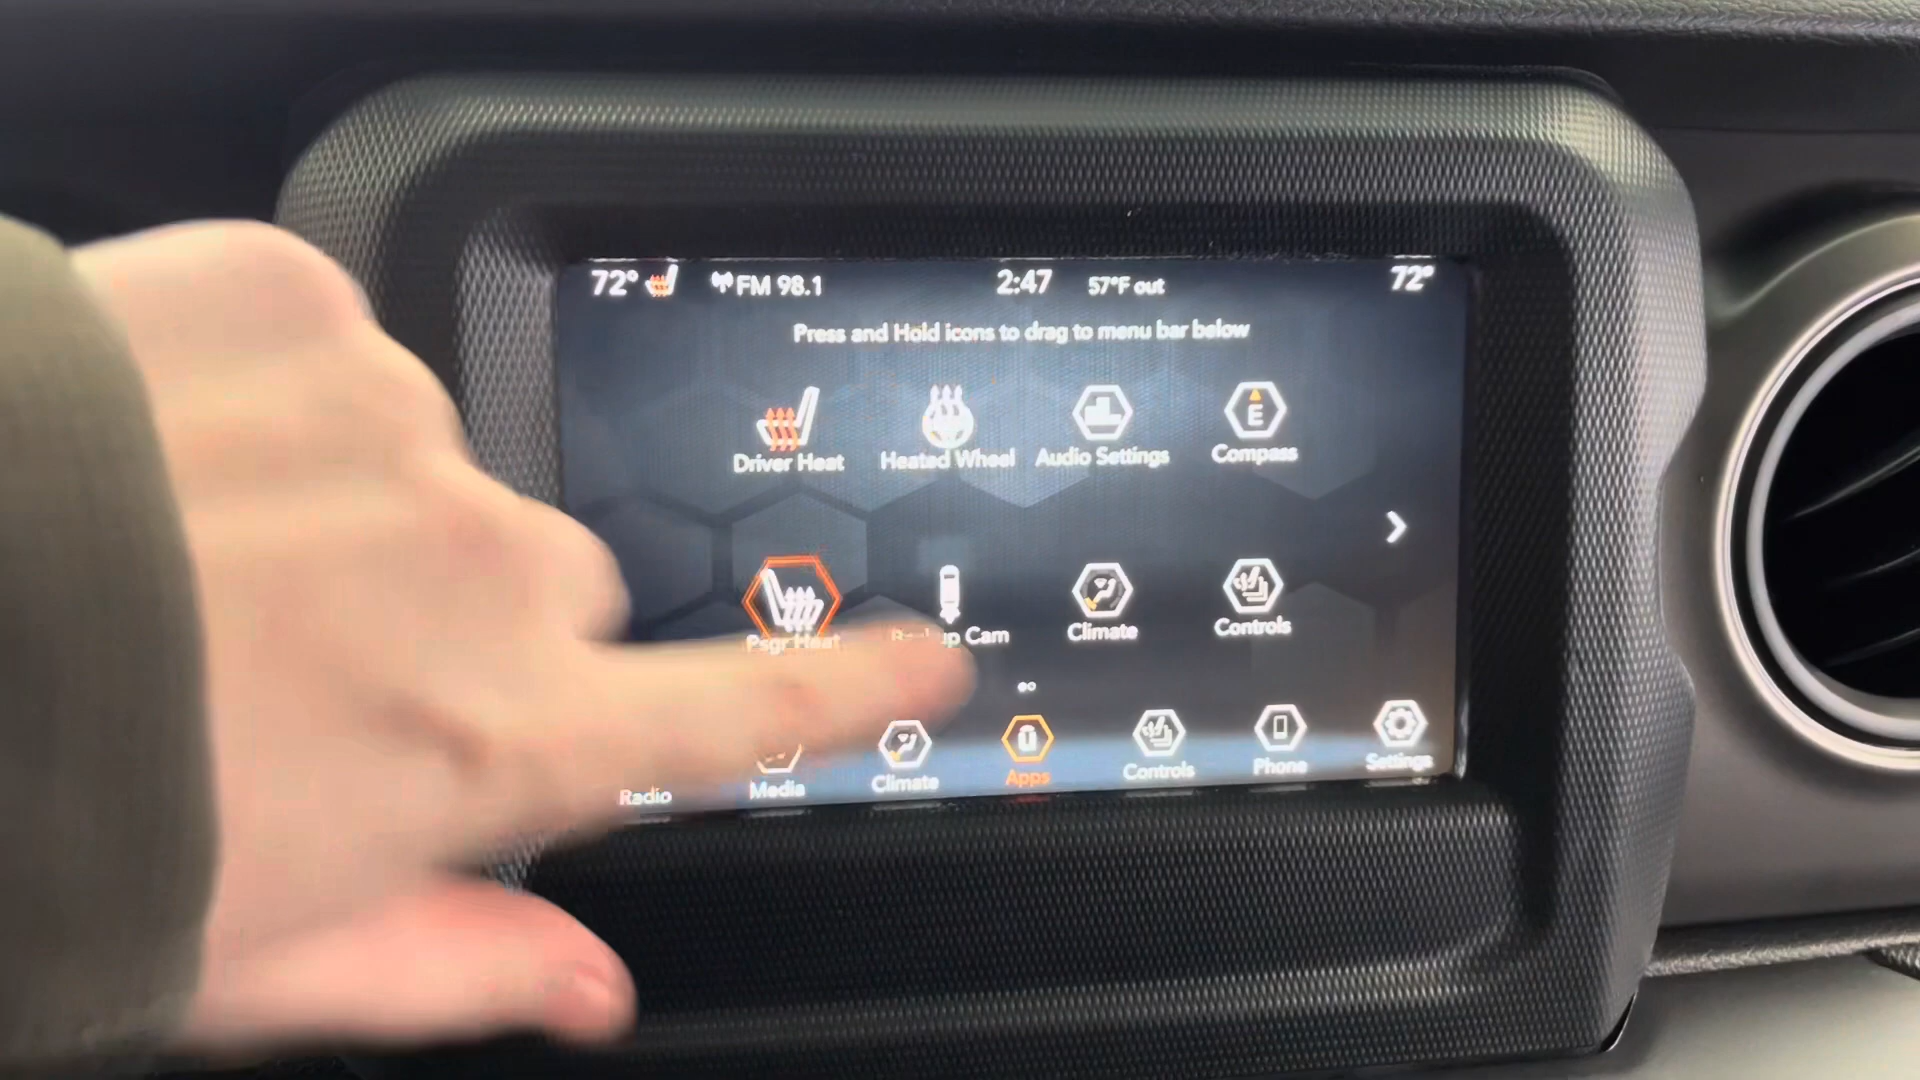 72° FM 98.1 2:47 57°F out 72°
Press and Hold icons to drag to menu bar below
Driver Heat Heated Wheel Audio Settings Compass
E
Psgr Heat Cam Climate Controls
Radio Media Climate Apps Controls Phone Settings